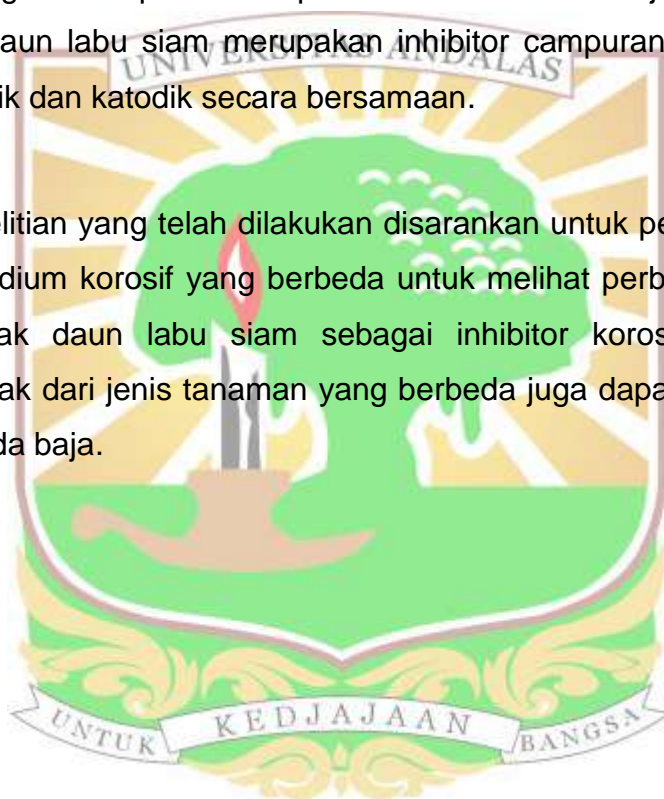 aun labu siam merupakan inhibitor campuran
UNIVERSITAS ANDALAS
ik dan katodik secara bersamaan.
elitian yang telah dilakukan disarankan untuk pe
dium korosif yang berbeda untuk melihat perb
ak daun labu siam sebagai inhibitor koros
ak dari jenis tanaman yang berbeda juga dapa
da baja.
UNTUK KEDJAJAAN BANGSA